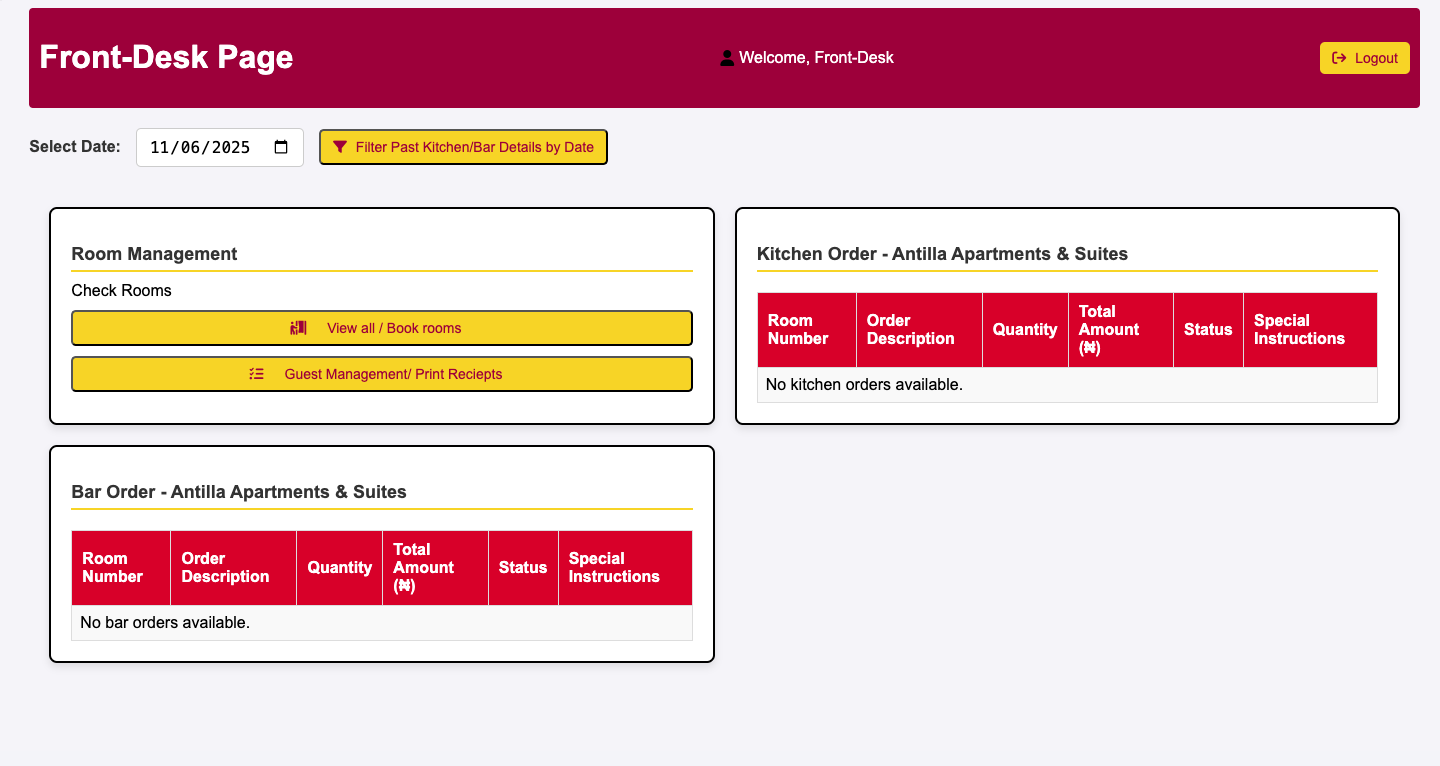 Front-Desk Page
Welcome, Front-Desk
Logout
Select Date:
11/06/2025
Filter Past Kitchen/Bar Details by Date
Room Management
Check Rooms
View all / Book rooms
Guest Management/ Print Reciepts
Kitchen Order - Antilla Apartments & Suites
Room Number
Order Description
Quantity
Total Amount (₦)
Status
Special Instructions
No kitchen orders available.
Bar Order - Antilla Apartments & Suites
Room Number
Order Description
Quantity
Total Amount (₦)
Status
Special Instructions
No bar orders available.